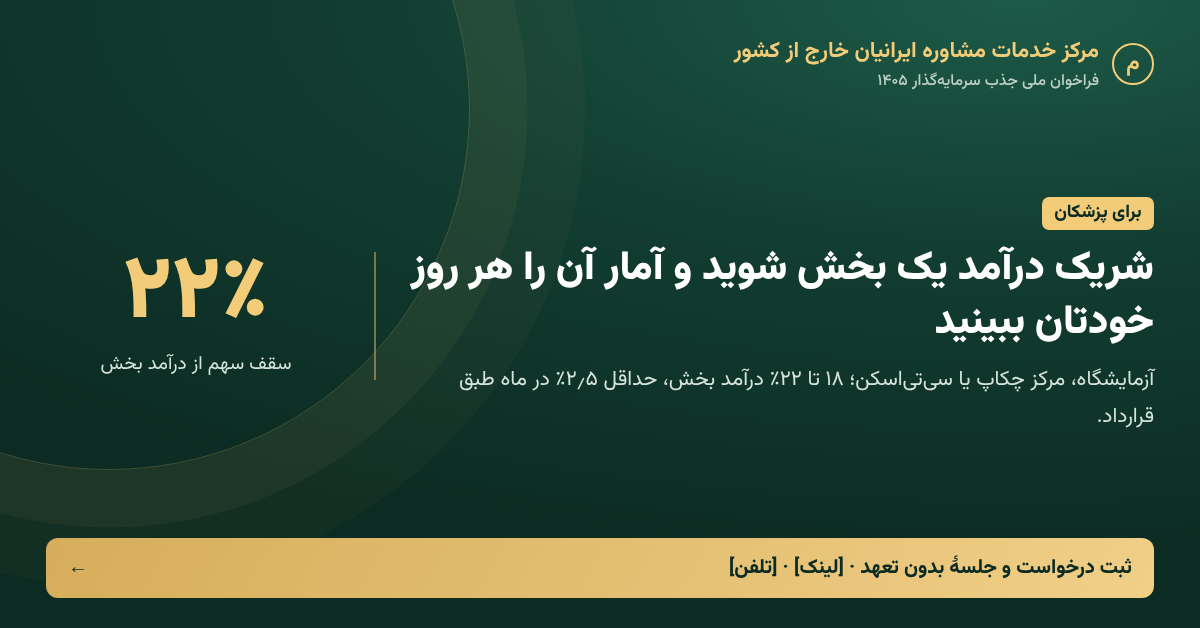 م
مرکز خدمات مشاوره ایرانیان خارج از کشور
فراخوان ملی جذب سرمایه‌گذار ۱۴۰۵
برای پزشکان
شریک درآمد یک بخش شوید و آمار آن را هر روز
خودتان ببینید
آزمایشگاه، مرکز چکاپ یا سی‌تی‌اسکن؛ ۱۸ تا ۲۲٪ درآمد بخش، حداقل ۲٫۵٪ در ماه طبق
قرارداد.
۲۲٪
سقف سهم از درآمد بخش
ثبت درخواست و جلسهٔ بدون تعهد · [لینک] · [تلفن]
←